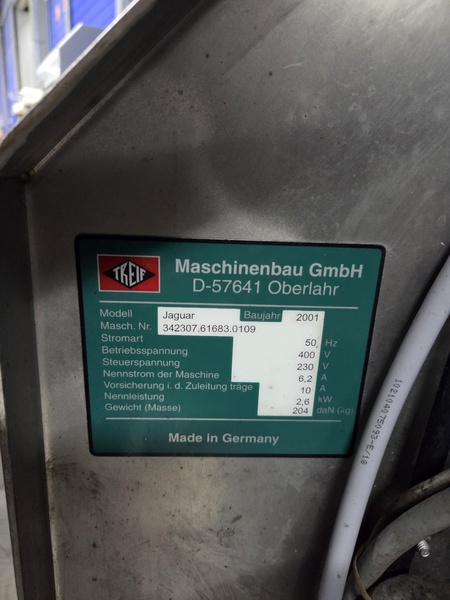 TREIF
Maschinenbau GmbH
D-57641 Oberlahr
Modell Jaguar Baujahr 2001
Masch. Nr. 342307.61683.0109
Stromart 50 Hz
Betriebsspannung 400 V
Steuerspannung 230 V
Nennstrom der Maschine 6,2 A
Vorsicherung i. d. Zuleitung träge 10 A
Nennleistung 2,6 kW
Gewicht (Masse) 204 daN (kg)
Made in Germany
102104075093-E/18